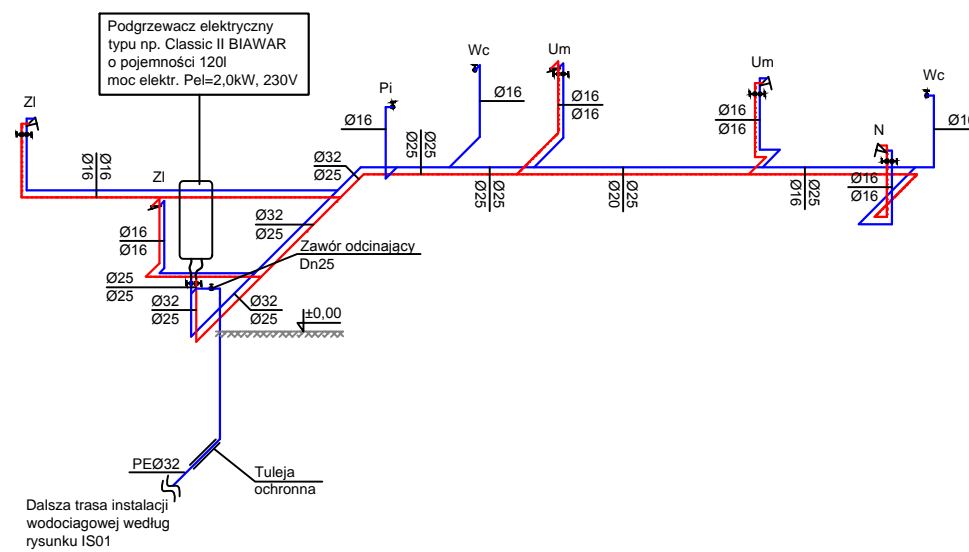 Podgrzewacz elektryczny
typu np. Classic II BIAWAR
o pojemności 120l
moc elektr. Pel=2,0kW, 230V
Zl
Pi
Wc
Um
Um
Wc
Ø16
Ø16
Ø16
Ø16
Ø16
Ø16
Ø16
Ø16
Ø16
Zl
Ø32
Ø25
Ø25
Ø25
N
Ø16
Ø16
Ø25
Ø25
Ø25
Ø20
Ø25
Ø16
Ø16
Ø16
Ø32
Ø25
Zawór odcinający
Dn25
Ø25
Ø25
Ø32
Ø25
Ø32
Ø25
±0,00
PEØ32
Tuleja
ochronna
Dalsza trasa instalacji
wodociagowej według
rysunku IS01